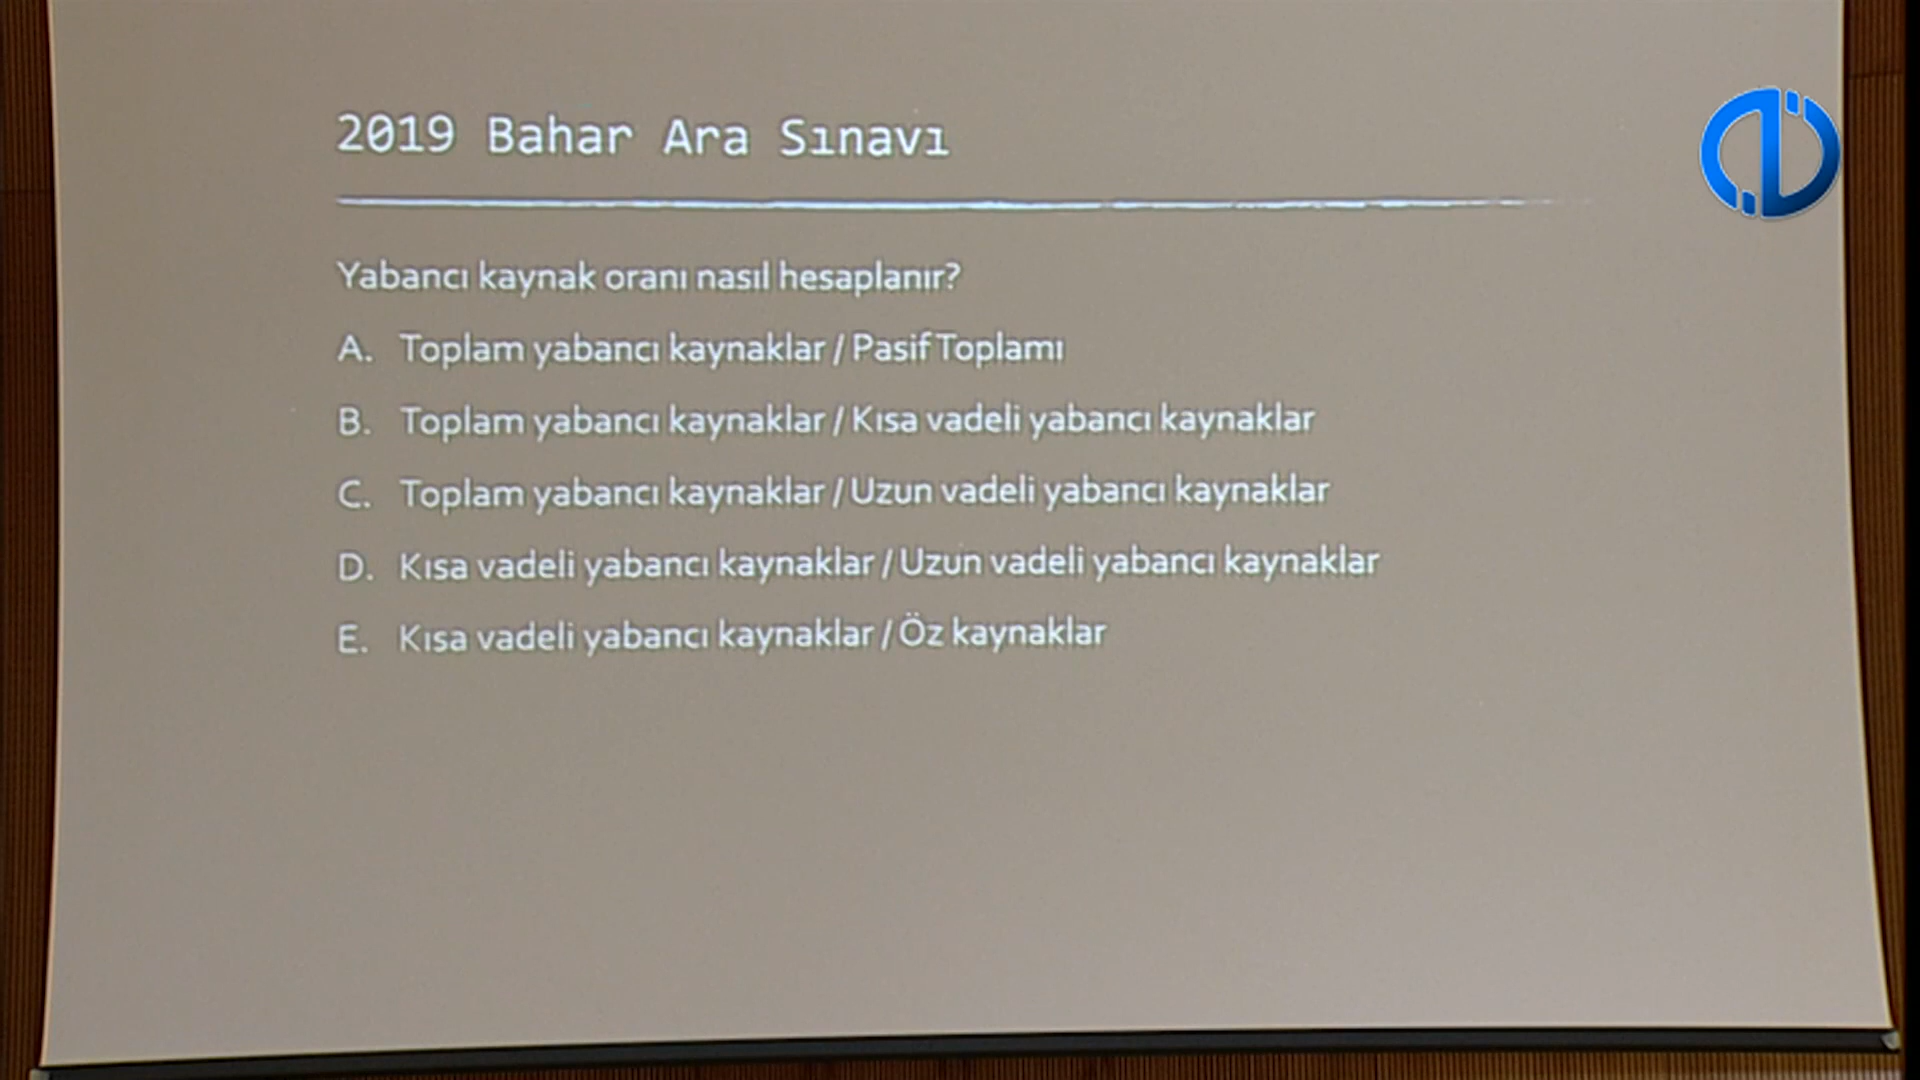 2019 Bahar Ara Sınavı
Yabancı kaynak oranı nasıl hesaplanır?
A. Toplam yabancı kaynaklar / Pasif Toplamı
B. Toplam yabancı kaynaklar / Kısa vadeli yabancı kaynaklar
C. Toplam yabancı kaynaklar / Uzun vadeli yabancı kaynaklar
D. Kısa vadeli yabancı kaynaklar / Uzun vadeli yabancı kaynaklar
E. Kısa vadeli yabancı kaynaklar / Öz kaynaklar